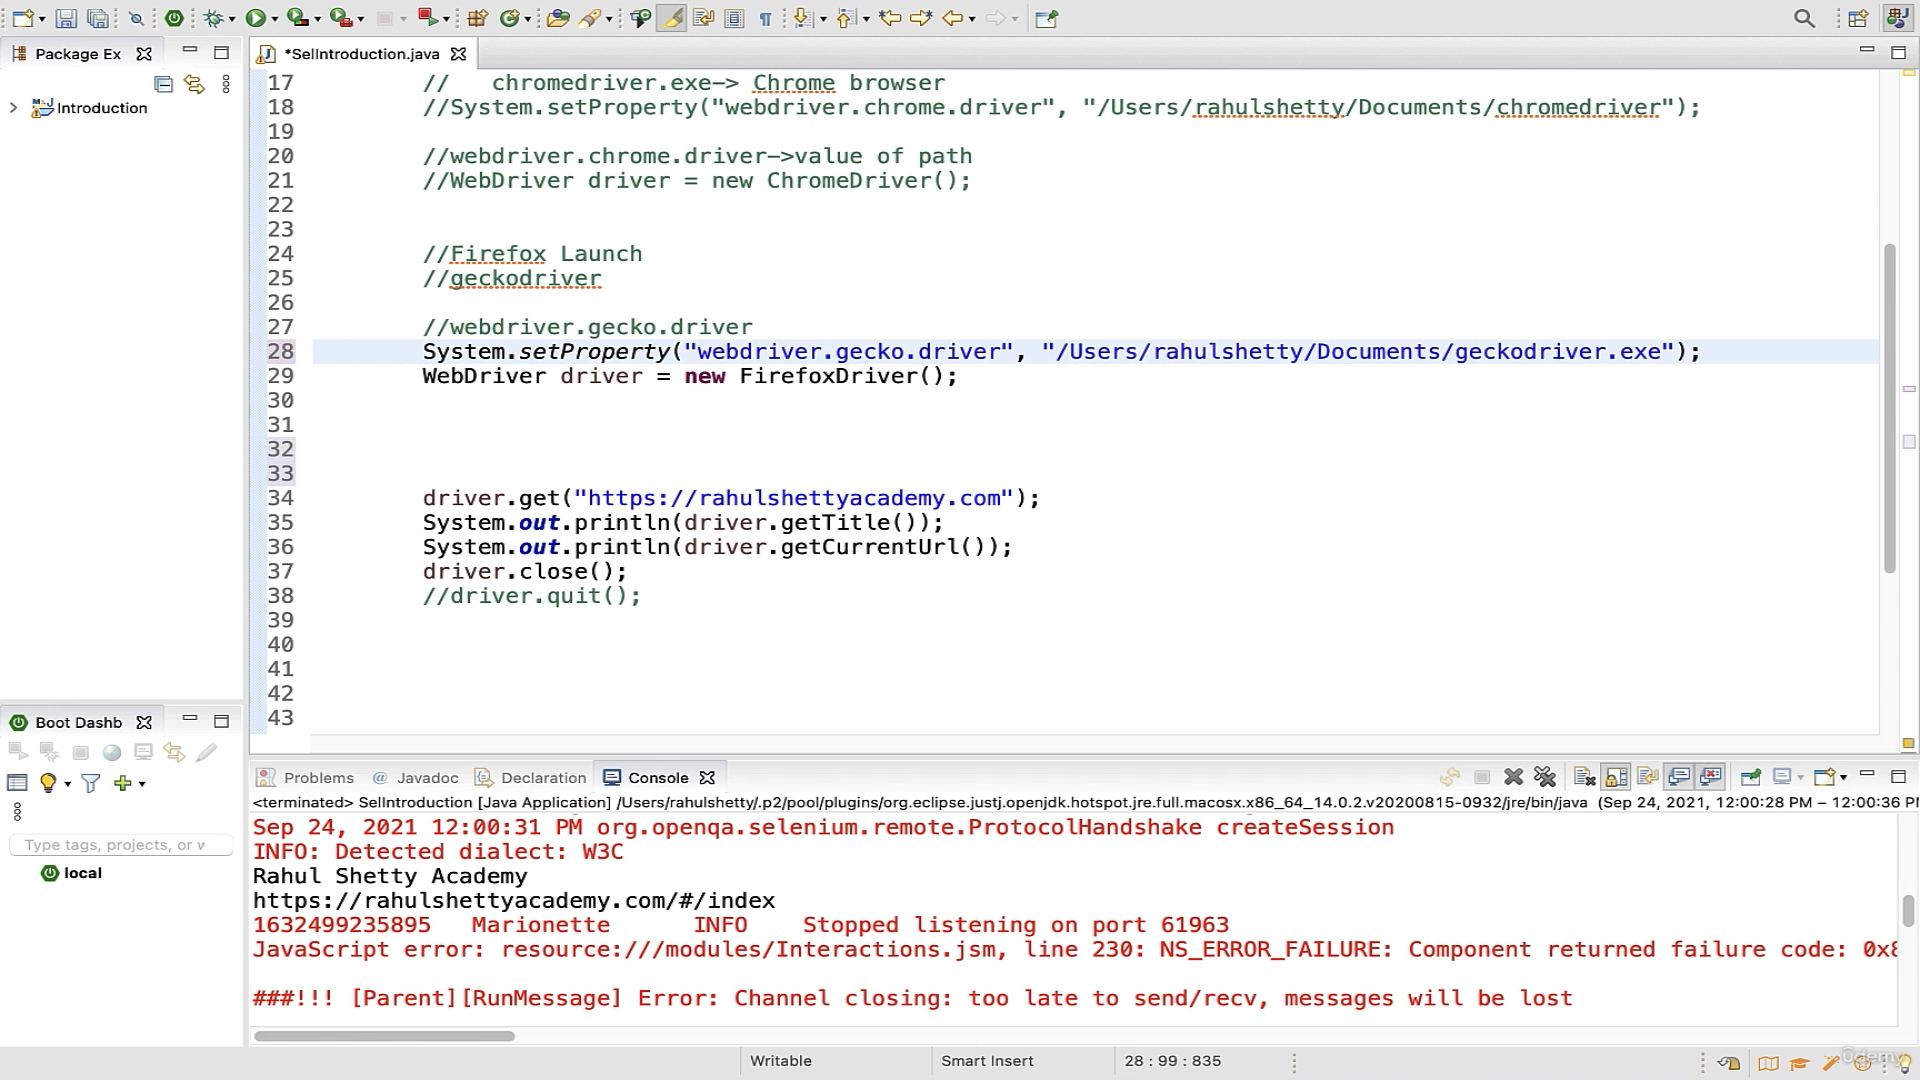 Package Ex
*SelIntroduction.java
Introduction
17 // chromedriver.exe-> Chrome browser
18 //System.setProperty("webdriver.chrome.driver", "/Users/rahulshetty/Documents/chromedriver");
19
20 //webdriver.chrome.driver->value of path
21 //WebDriver driver = new ChromeDriver();
22
23
24 //Firefox Launch
25 //geckodriver
26
27 //webdriver.gecko.driver
28 System.setProperty("webdriver.gecko.driver", "/Users/rahulshetty/Documents/geckodriver.exe");
29 WebDriver driver = new FirefoxDriver();
30
31
32
33
34 driver.get("https://rahulshettyacademy.com");
35 System.out.println(driver.getTitle());
36 System.out.println(driver.getCurrentUrl());
37 driver.close();
38 //driver.quit();
39
40
41
42
43
Boot Dashb
Type tags, projects, or v
local
Problems @ Javadoc Declaration Console
<terminated> SelIntroduction [Java Application] /Users/rahulshetty/.p2/pool/plugins/org.eclipse.justj.openjdk.hotspot.jre.full.macosx.x86_64_14.0.2.v20200815-0932/jre/bin/java (Sep 24, 2021, 12:00:28 PM – 12:00:36 PM
Sep 24, 2021 12:00:31 PM org.openqa.selenium.remote.ProtocolHandshake createSession
INFO: Detected dialect: W3C
Rahul Shetty Academy
https://rahulshettyacademy.com/#/index
1632499235895 Marionette INFO Stopped listening on port 61963
JavaScript error: resource:///modules/Interactions.jsm, line 230: NS_ERROR_FAILURE: Component returned failure code: 0x8
###!!! [Parent][RunMessage] Error: Channel closing: too late to send/recv, messages will be lost
Writable Smart Insert 28 : 99 : 835
Udemy